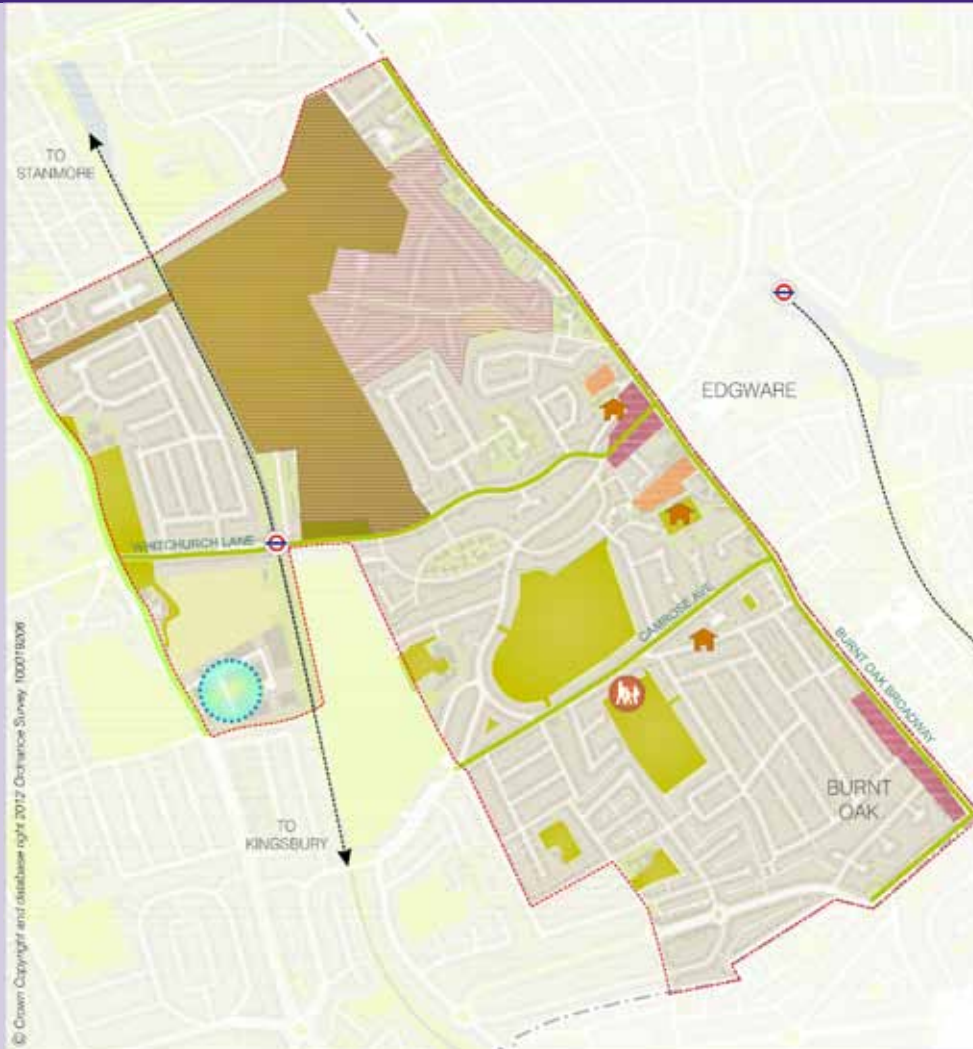 TO
STANMORE
EDGWARE
WHITCHURCH LANE
CAMROSE AVE
BURNT OAK BROADWAY
BURNT
OAK
TO
KINGSBURY
© Crown Copyright and database right 2012 Ordnance Survey 100019206